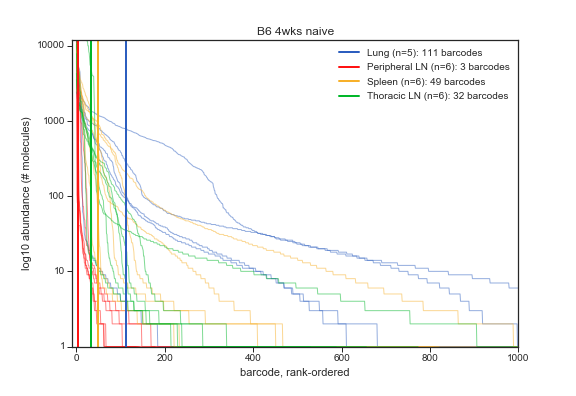 B6 4wks naive
10000
1000
100
10
1
log10 abundance (# molecules)
Lung (n=5): 111 barcodes
Peripheral LN (n=6): 3 barcodes
Spleen (n=6): 49 barcodes
Thoracic LN (n=6): 32 barcodes
0 200 400 600 800 1000
barcode, rank-ordered